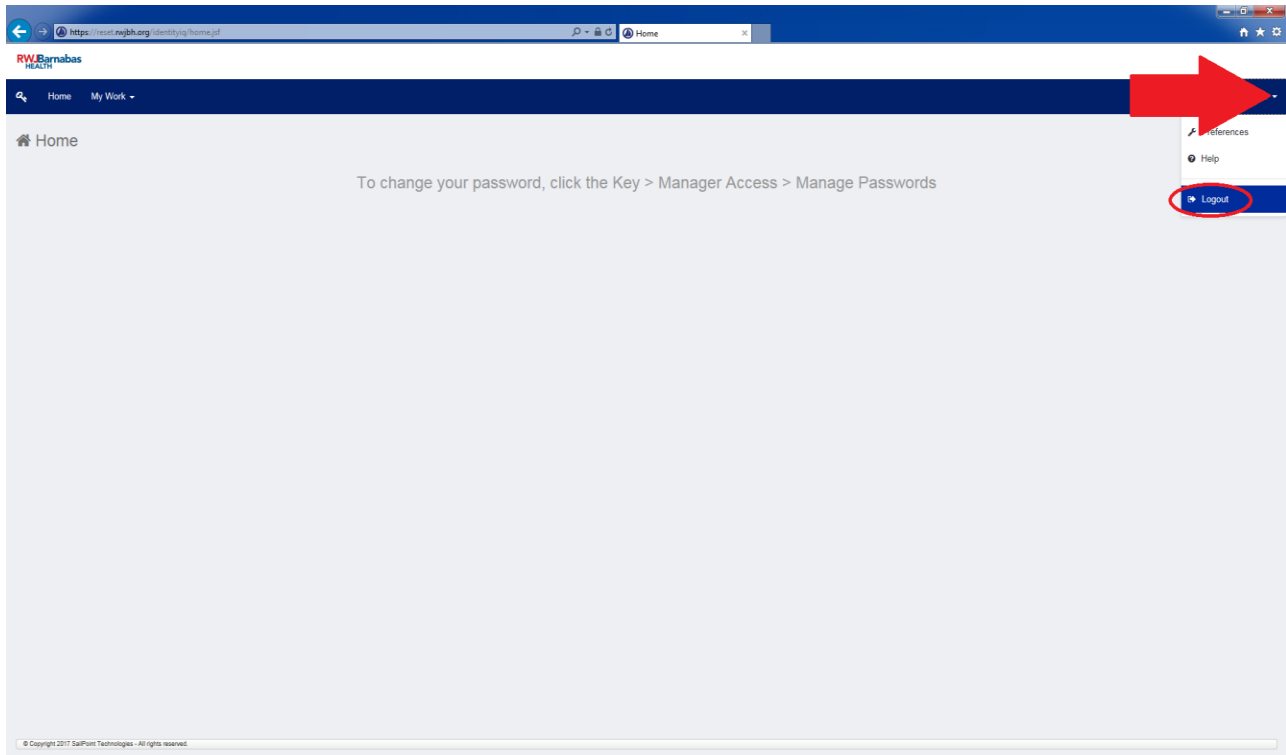 https://reset.rwjbh.org/identityiq/home.jsf
Home
RWJBarnabas
HEALTH
Home My Work
Home
Preferences
Help
To change your password, click the Key > Manager Access > Manage Passwords
Logout
© Copyright 2017 SailPoint Technologies - All rights reserved.